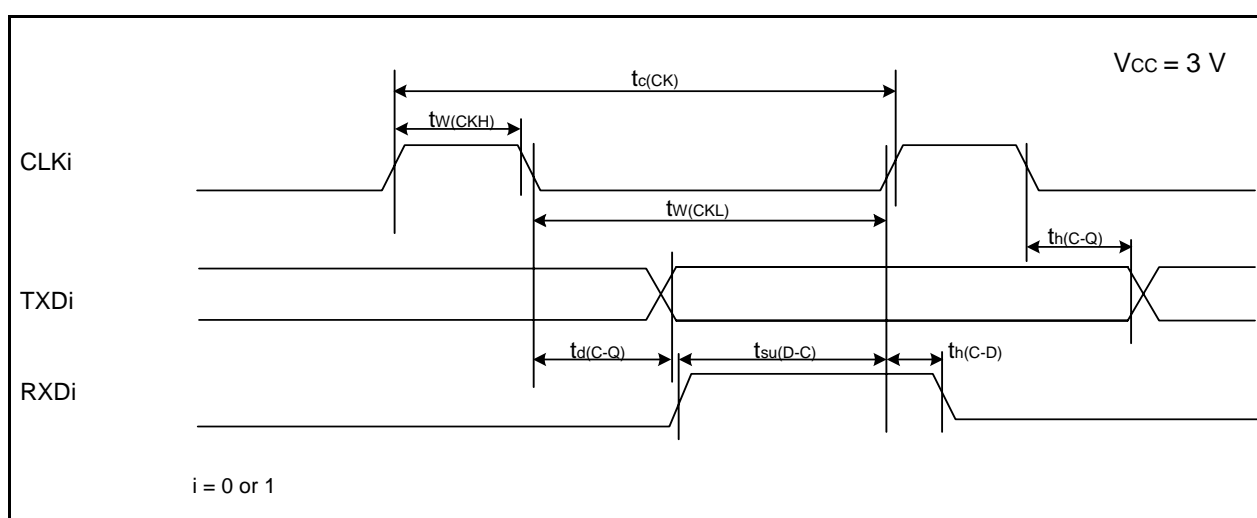 VCC = 3 V
tc(CK)
tW(CKH)
CLKi
tW(CKL)
th(C-Q)
TXDi
td(C-Q) tsu(D-C) th(C-D)
RXDi
i = 0 or 1